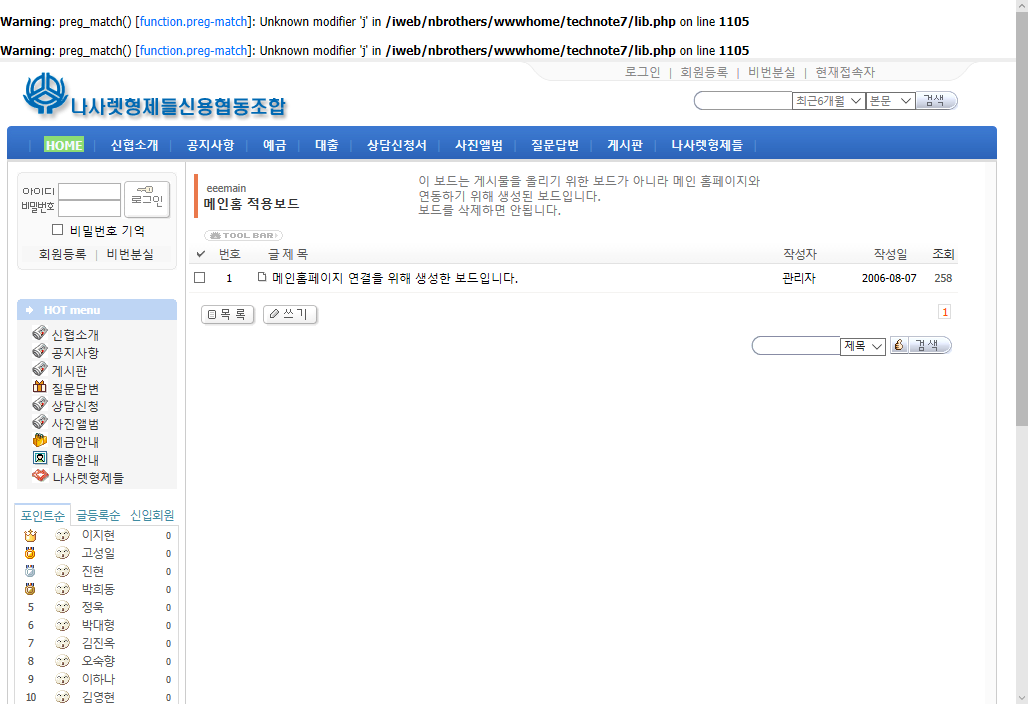 Warning: preg_match() [function.preg-match]: Unknown modifier 'j' in /iweb/nbrothers/wwwhome/technote7/lib.php on line 1105
Warning: preg_match() [function.preg-match]: Unknown modifier 'j' in /iweb/nbrothers/wwwhome/technote7/lib.php on line 1105
로그인 | 회원등록 | 비번분실 | 현재접속자
나사렛형제들신용협동조합
최근6개월 본문 검색
HOME 신협소개 공지사항 예금 대출 상담신청서 사진앨범 질문답변 게시판 나사렛형제들
아이디
비밀번호
로그인
비밀번호 기억
회원등록 | 비번분실
eeemain
메인홈 적용보드
이 보드는 게시물을 올리기 위한 보드가 아니라 메인 홈페이지와
연동하기 위해 생성된 보드입니다.
보드를 삭제하면 안됩니다.
TOOL BAR
번호 글 제 목 작성자 작성일 조회
1 메인홈페이지 연결을 위해 생성한 보드입니다. 관리자 2006-08-07 258
목 록 쓰 기 1
제목 검 색
HOT menu
신협소개
공지사항
게시판
질문답변
상담신청
사진앨범
예금안내
대출안내
나사렛형제들
포인트순 글등록순 신입회원
이지현 0
고성일 0
진현 0
박희동 0
5 정욱 0
6 박대형 0
7 김진옥 0
8 오숙향 0
9 이하나 0
10 김영현 0